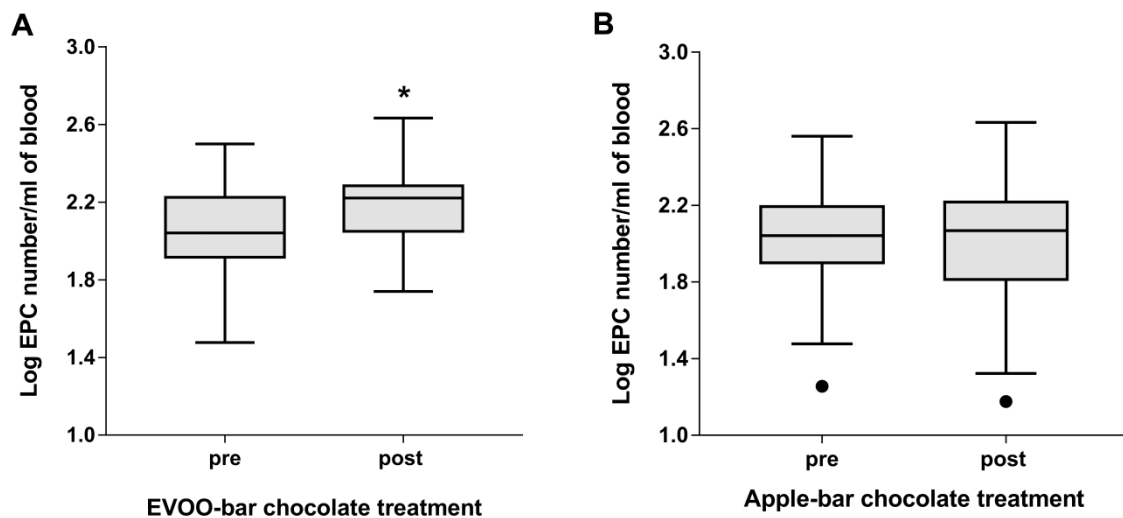 A
Log EPC number/ml of blood
3.0
2.6
2.2
1.8
1.4
1.0
*
pre
post
EVOO-bar chocolate treatment
B
Log EPC number/ml of blood
3.0
2.6
2.2
1.8
1.4
1.0
pre
post
Apple-bar chocolate treatment